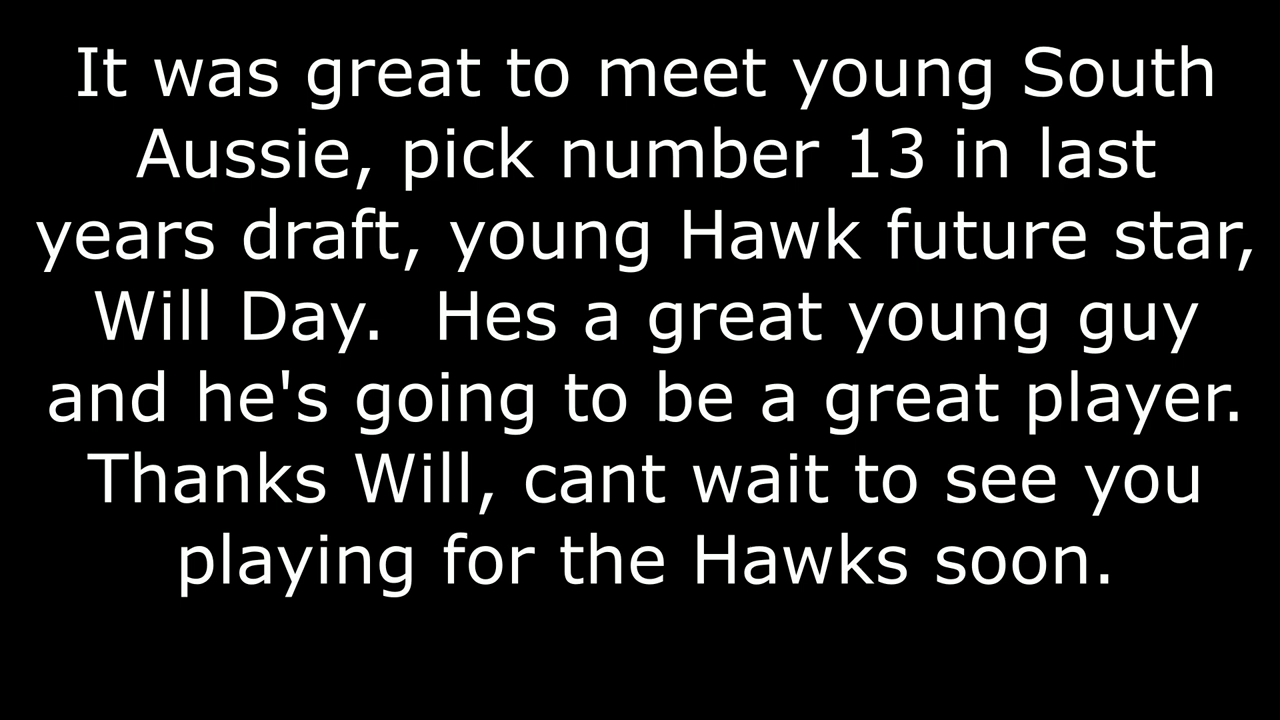 It was great to meet young South
Aussie, pick number 13 in last
years draft, young Hawk future star,
Will Day.  Hes a great young guy
and he's going to be a great player.
Thanks Will, cant wait to see you
playing for the Hawks soon.